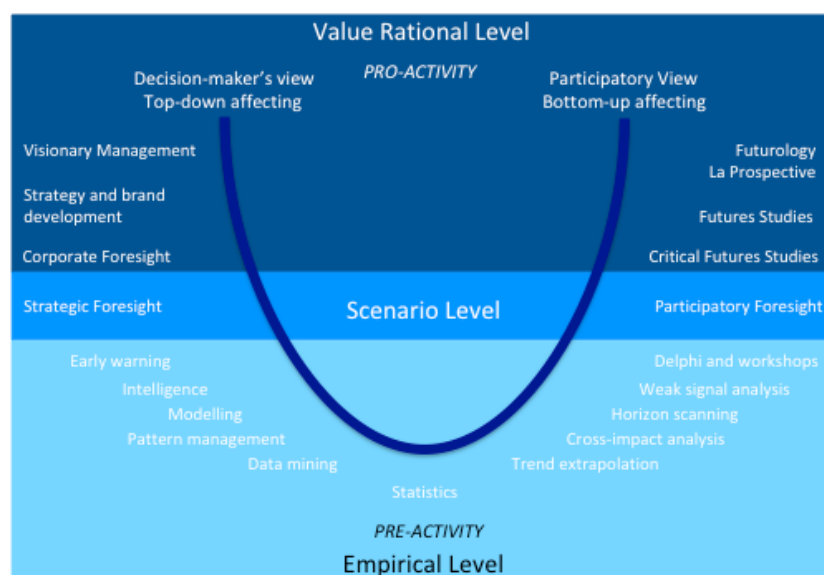 Value Rational Level
Decision-maker's view
Top-down affecting
PRO-ACTIVITY
Participatory View
Bottom-up affecting
Visionary Management
Futurology
La Prospective
Strategy and brand
development
Futures Studies
Corporate Foresight
Critical Futures Studies
Strategic Foresight
Scenario Level
Participatory Foresight
Early warning
Delphi and workshops
Intelligence
Weak signal analysis
Modelling
Horizon scanning
Pattern management
Cross-impact analysis
Data mining
Trend extrapolation
Statistics
PRE-ACTIVITY
Empirical Level